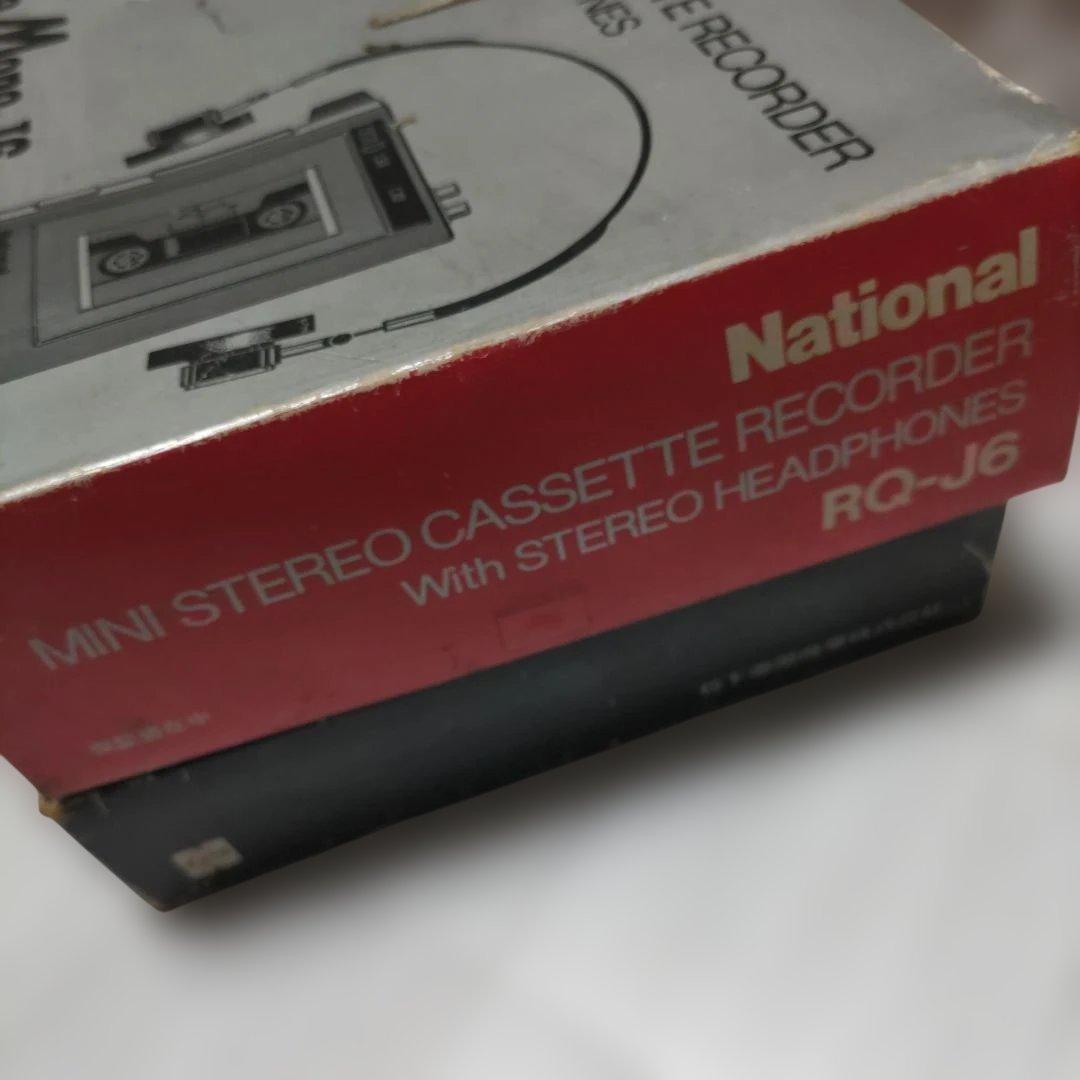 TE RECORDER
NES
National
MINI STEREO CASSETTE RECORDER
With STEREO HEADPHONES
RQ-J6